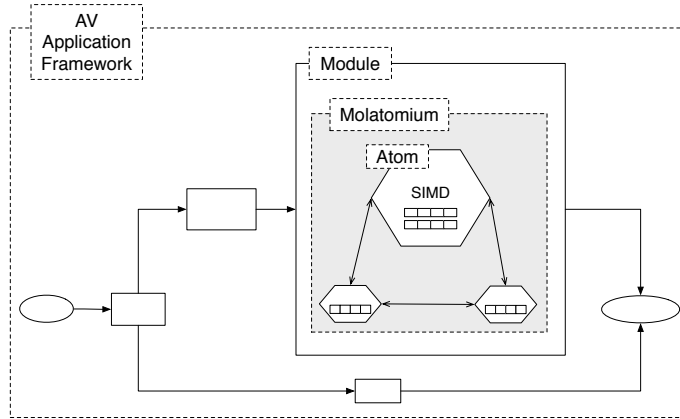 AV
Application
Framework
Module
Molatomium
Atom
SIMD